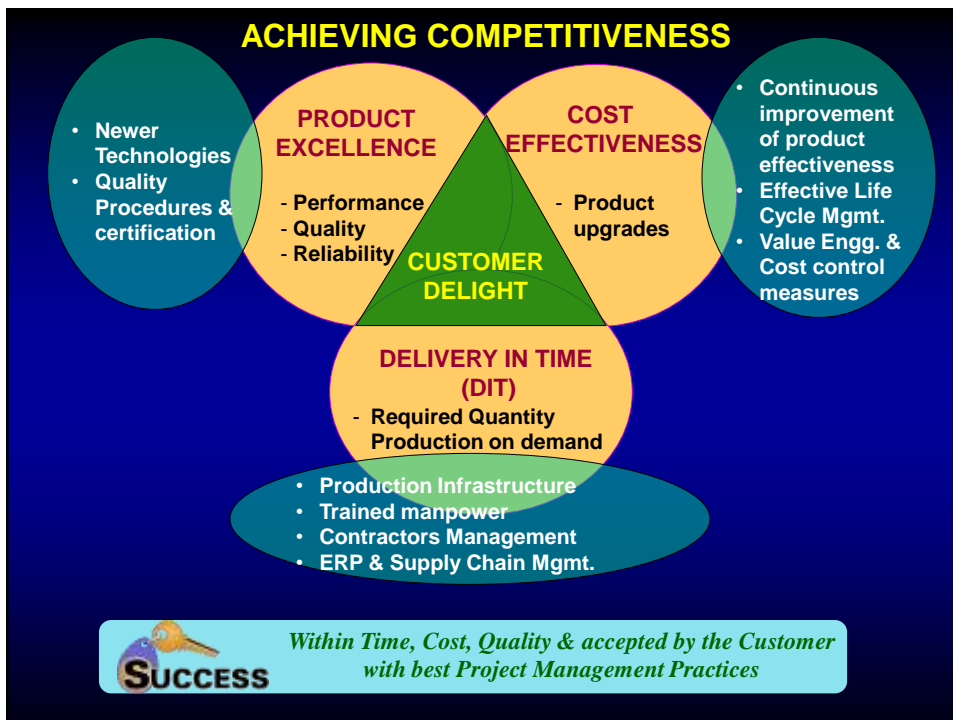 ACHIEVING COMPETITIVENESS
• Newer
Technologies
• Quality
Procedures &
certification
PRODUCT
EXCELLENCE
- Performance
- Quality
- Reliability
COST
EFFECTIVENESS
- Product
upgrades
• Continuous
improvement
of product
effectiveness
• Effective Life
Cycle Mgmt.
• Value Engg. &
Cost control
measures
CUSTOMER
DELIGHT
DELIVERY IN TIME
(DIT)
- Required Quantity
Production on demand
• Production Infrastructure
• Trained manpower
• Contractors Management
• ERP & Supply Chain Mgmt.
SUCCESS
Within Time, Cost, Quality & accepted by the Customer
with best Project Management Practices